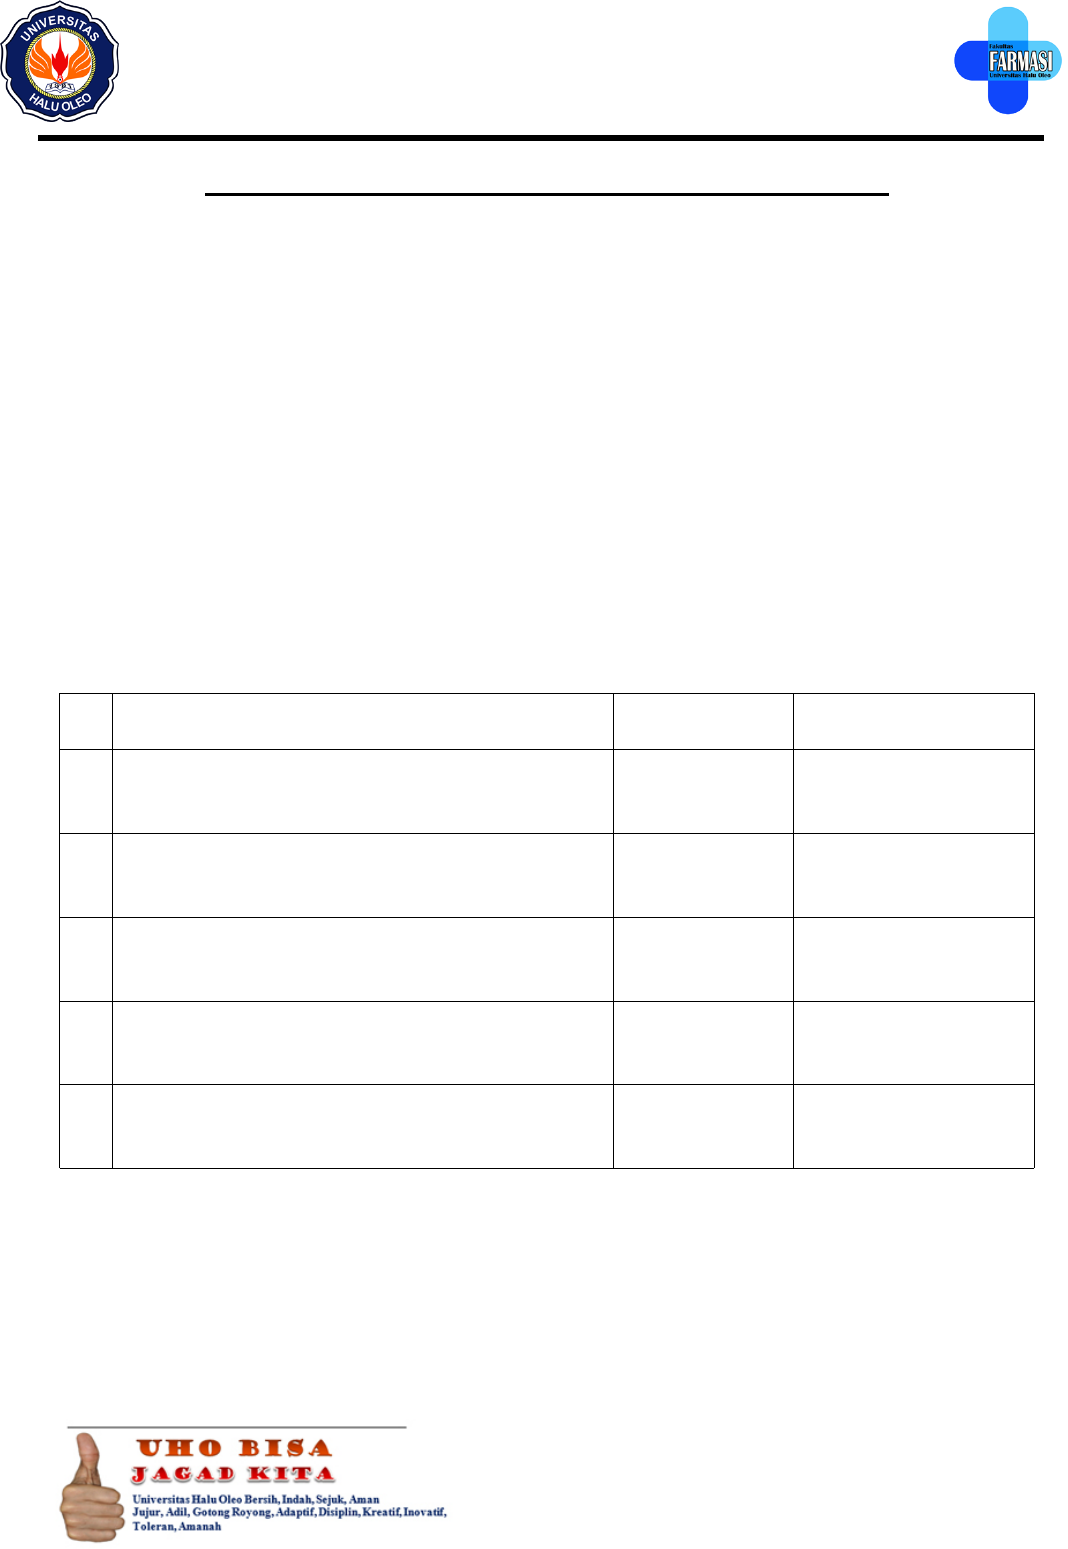 UNIVERSITAS
HALU OLEO
Fakultas
FARMASI
Universitas Halu Oleo
UHO BISA
JAGAD KITA
Universitas Halu Oleo Bersih, Indah, Sejuk, Aman
Jujur, Adil, Gotong Royong, Adaptif, Disiplin, Kreatif, Inovatif,
Toleran, Amanah